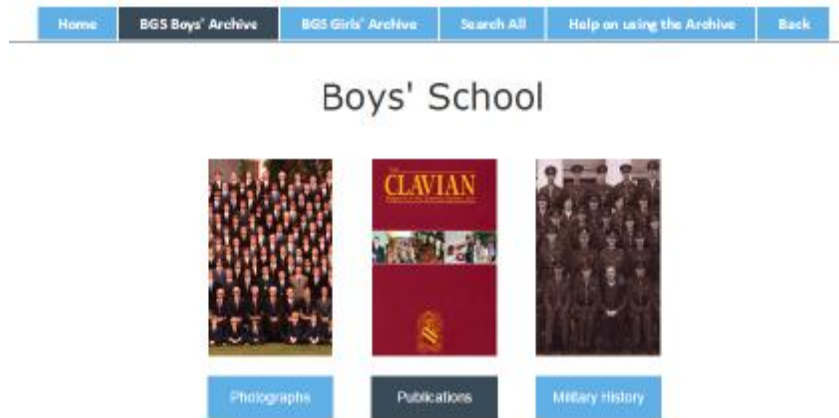 Home BGS Boys' Archive BGS Girls' Archive Search All Help on using the Archive Back
Boys' School
CLAVIAN
Photographs Publications Military History